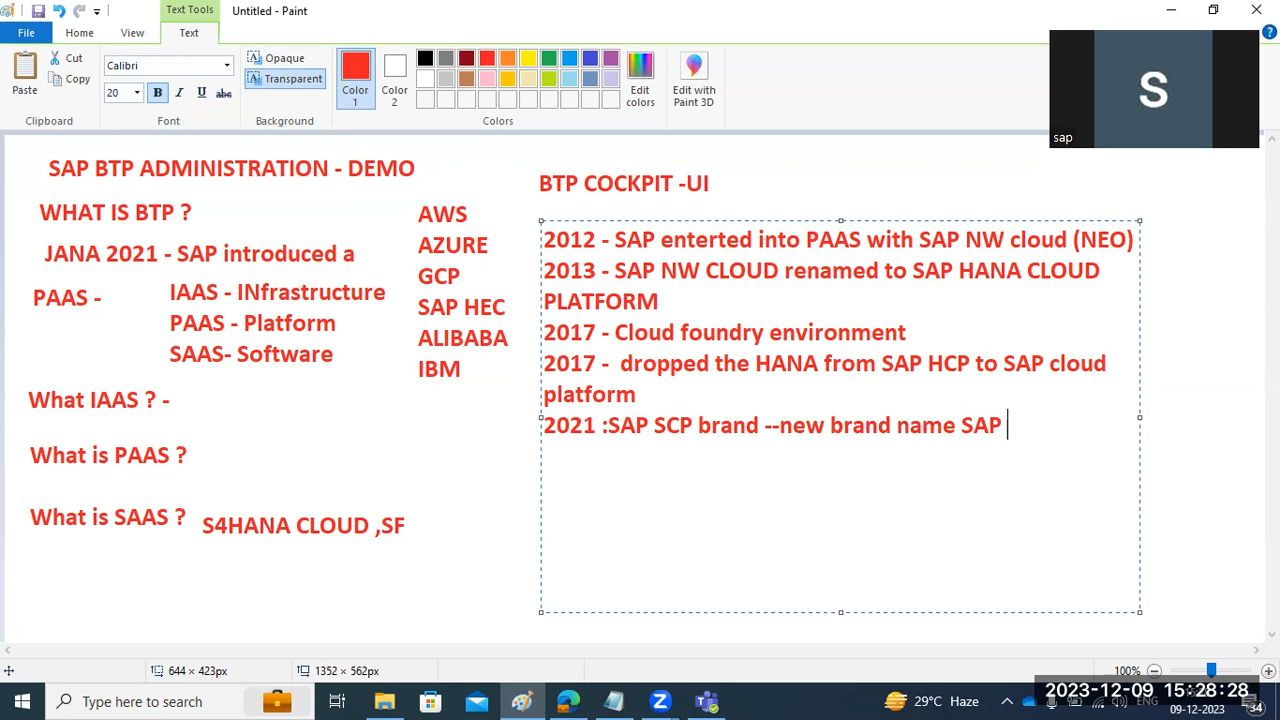 Untitled - Paint
Text Tools
File
Home
View
Text
Paste
Cut
Copy
Clipboard
Calibri
20
B
I
U
abc
Font
Opaque
Transparent
Background
Color
1
Color
2
Edit
colors
Edit with
Paint 3D
Colors
S
sap
SAP BTP ADMINISTRATION - DEMO
WHAT IS BTP ?
JANA 2021 - SAP introduced a
PAAS -
IAAS - INfrastructure
PAAS - Platform
SAAS- Software
What IAAS ? -
What is PAAS ?
What is SAAS ?
S4HANA CLOUD ,SF
AWS
AZURE
GCP
SAP HEC
ALIBABA
IBM
BTP COCKPIT -UI
2012 - SAP enterted into PAAS with SAP NW cloud (NEO)
2013 - SAP NW CLOUD renamed to SAP HANA CLOUD
PLATFORM
2017 - Cloud foundry environment
2017 - dropped the HANA from SAP HCP to SAP cloud
platform
2021 :SAP SCP brand --new brand name SAP
644 × 423px
1352 × 562px
100%
Type here to search
29°C Haze
ENG
2023-12-09 15:28:28
09-12-2023
34